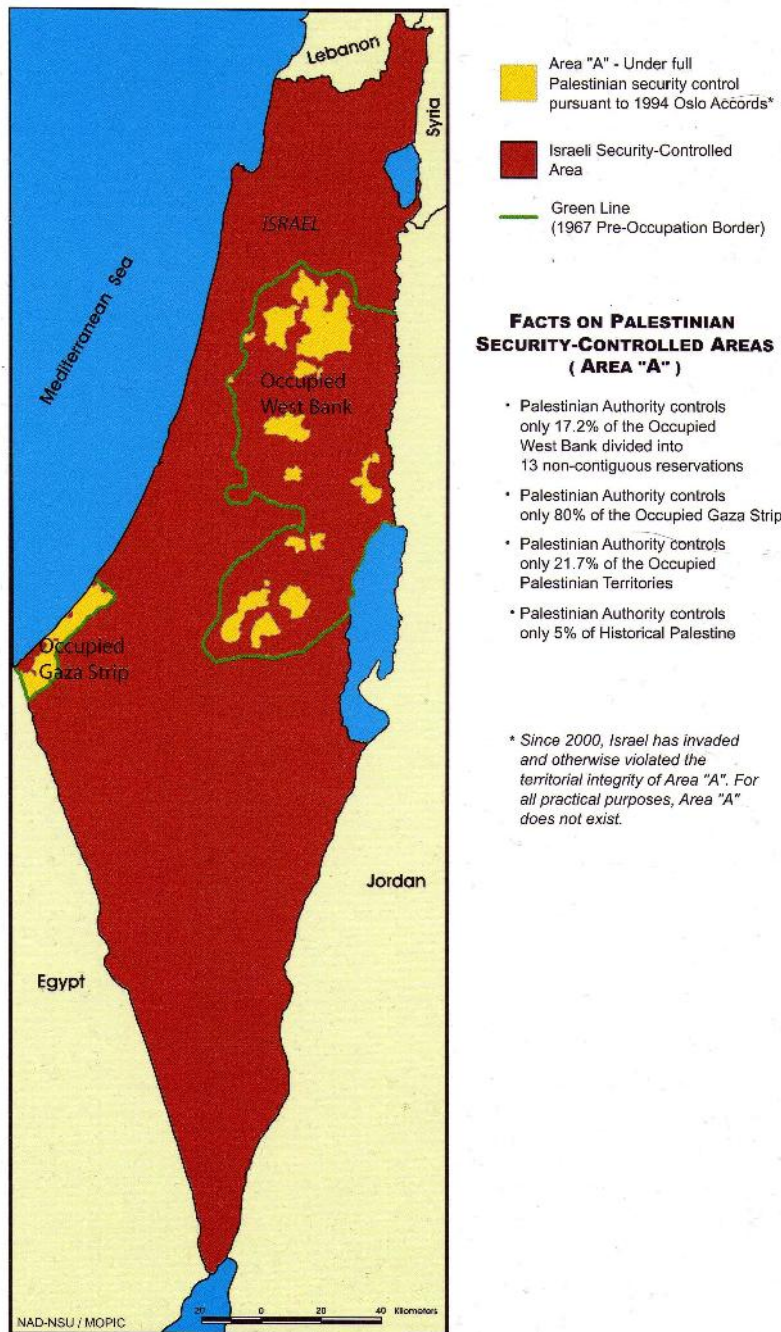 Lebanon
Syria
ISRAEL
Mediterranean Sea
Occupied
West Bank
Occupied
Gaza Strip
Jordan
Egypt
NAD-NSU / MOPIC
20 0 20 40 Kilometers
Area "A" - Under full
Palestinian security control
pursuant to 1994 Oslo Accords*
Israeli Security-Controlled
Area
Green Line
(1967 Pre-Occupation Border)
FACTS ON PALESTINIAN
SECURITY-CONTROLLED AREAS
( AREA "A" )
• Palestinian Authority controls
only 17.2% of the Occupied
West Bank divided into
13 non-contiguous reservations
• Palestinian Authority controls
only 80% of the Occupied Gaza Strip
• Palestinian Authority controls
only 21.7% of the Occupied
Palestinian Territories
• Palestinian Authority controls
only 5% of Historical Palestine
* Since 2000, Israel has invaded
and otherwise violated the
territorial integrity of Area "A". For
all practical purposes, Area "A"
does not exist.